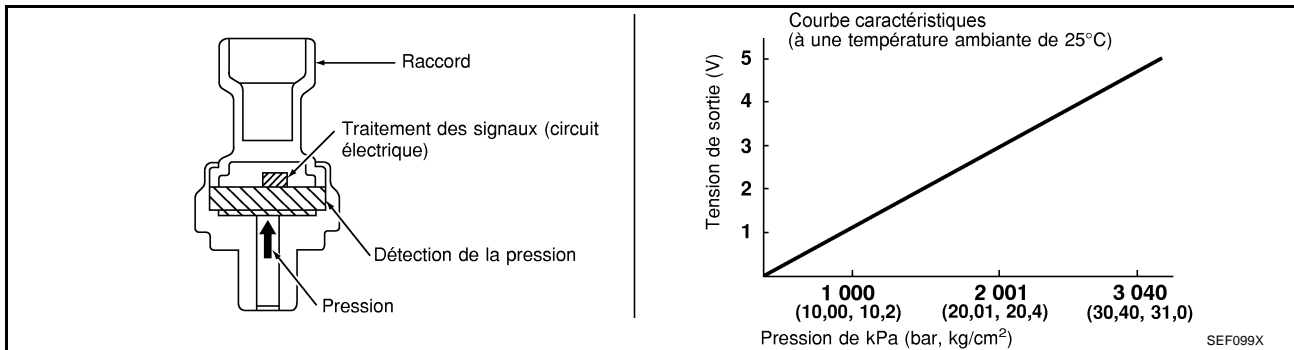 Raccord
Traitement des signaux (circuit
électrique)
Détection de la pression
Pression
Courbe caractéristiques
(à une température ambiante de 25°C)
Tension de sortie (V)
5
4
3
2
1
1 000 2 001 3 040
(10,00, 10,2) (20,01, 20,4) (30,40, 31,0)
Pression de kPa (bar, kg/cm²)
SEF099X